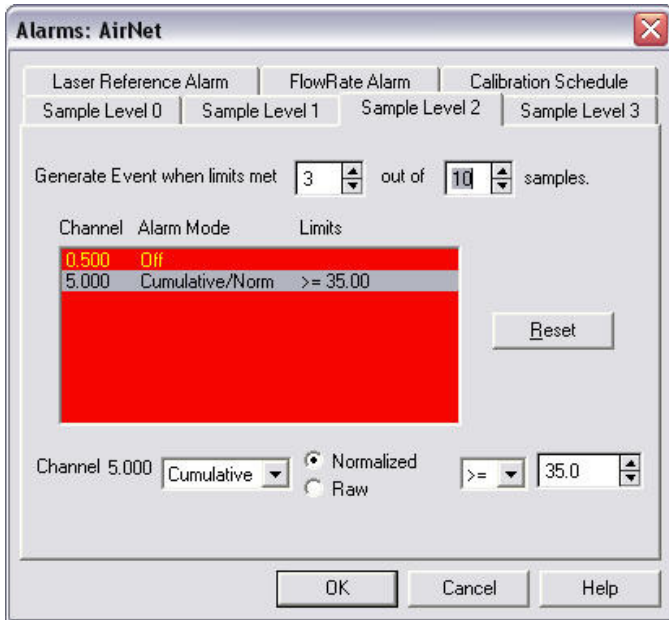 Alarms: AirNet
Laser Reference Alarm FlowRate Alarm Calibration Schedule
Sample Level 0 Sample Level 1 Sample Level 2 Sample Level 3
Generate Event when limits met 3 out of 10 samples.
Channel Alarm Mode Limits
0.500 Off
5.000 Cumulative/Norm >= 35.00
Reset
Channel 5.000 Cumulative Normalized >= 35.0
Raw
OK Cancel Help